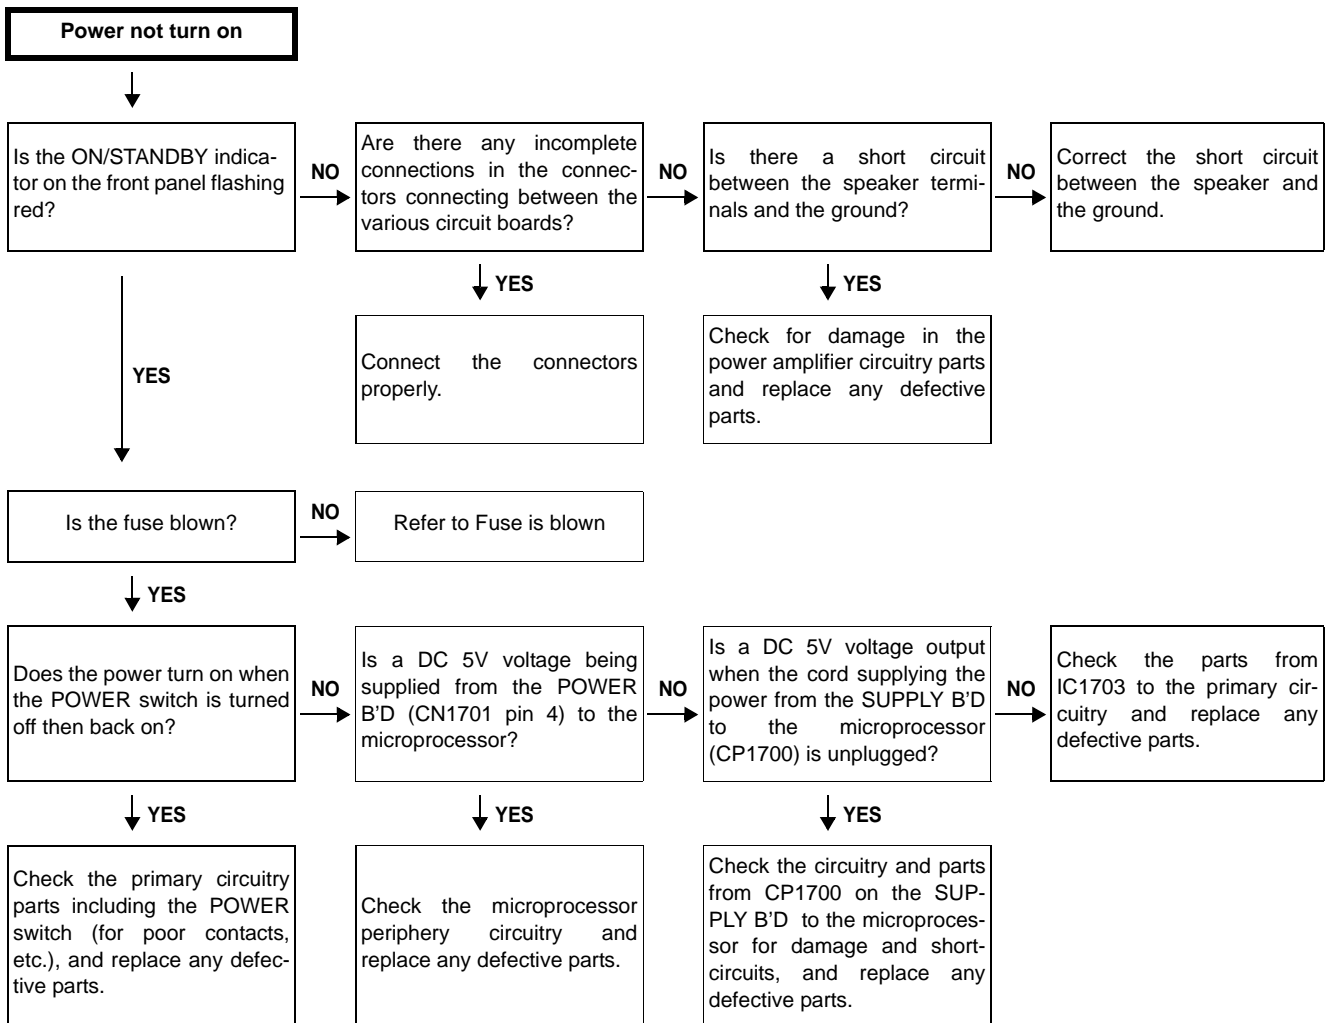 Power not turn on
Is the ON/STANDBY indica-
tor on the front panel flashing
red?
NO
Are there any incomplete
connections in the connec-
tors connecting between the
various circuit boards?
NO
Is there a short circuit
between the speaker termi-
nals and the ground?
NO
Correct the short circuit
between the speaker and
the ground.
YES
YES
YES
Connect the connectors
properly.
Check for damage in the
power amplifier circuitry parts
and replace any defective
parts.
Is the fuse blown?
NO
Refer to Fuse is blown
YES
Does the power turn on when
the POWER switch is turned
off then back on?
NO
Is a DC 5V voltage being
supplied from the POWER
B'D (CN1701 pin 4) to the
microprocessor?
NO
Is a DC 5V voltage output
when the cord supplying the
power from the SUPPLY B'D
to the microprocessor
(CP1700) is unplugged?
NO
Check the parts from
IC1703 to the primary cir-
cuitry and replace any
defective parts.
YES
YES
YES
Check the primary circuitry
parts including the POWER
switch (for poor contacts,
etc.), and replace any defec-
tive parts.
Check the microprocessor
periphery circuitry and
replace any defective parts.
Check the circuitry and parts
from CP1700 on the SUP-
PLY B'D to the microproces-
sor for damage and short-
circuits, and replace any
defective parts.